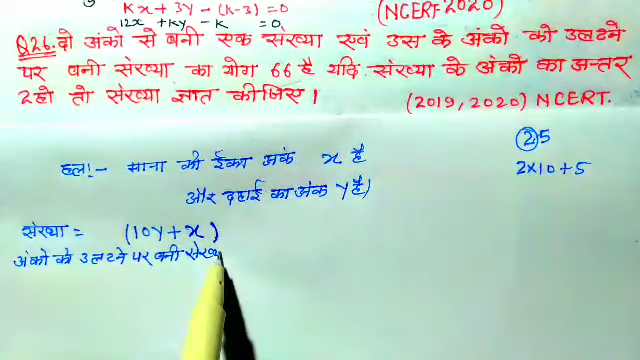 Kx + 3y - (k-3) = 0
12x + ky - k = 0
(NCERT 2020)
Q26. दो अंको से बनी एक संख्या एवं उस के अंकों को उलटने
पर बनी संख्या का योग 66 है यदि संख्या के अंकों का अन्तर
2 हो तो संख्या ज्ञात कीजिए।
(2019, 2020) NCERT.
25
2×10+5
हल!- माना की ईका अंक x है
और दहाई का अंक y है।
संख्या = (10y + x)
अंको को उलटने पर बनी संख्या